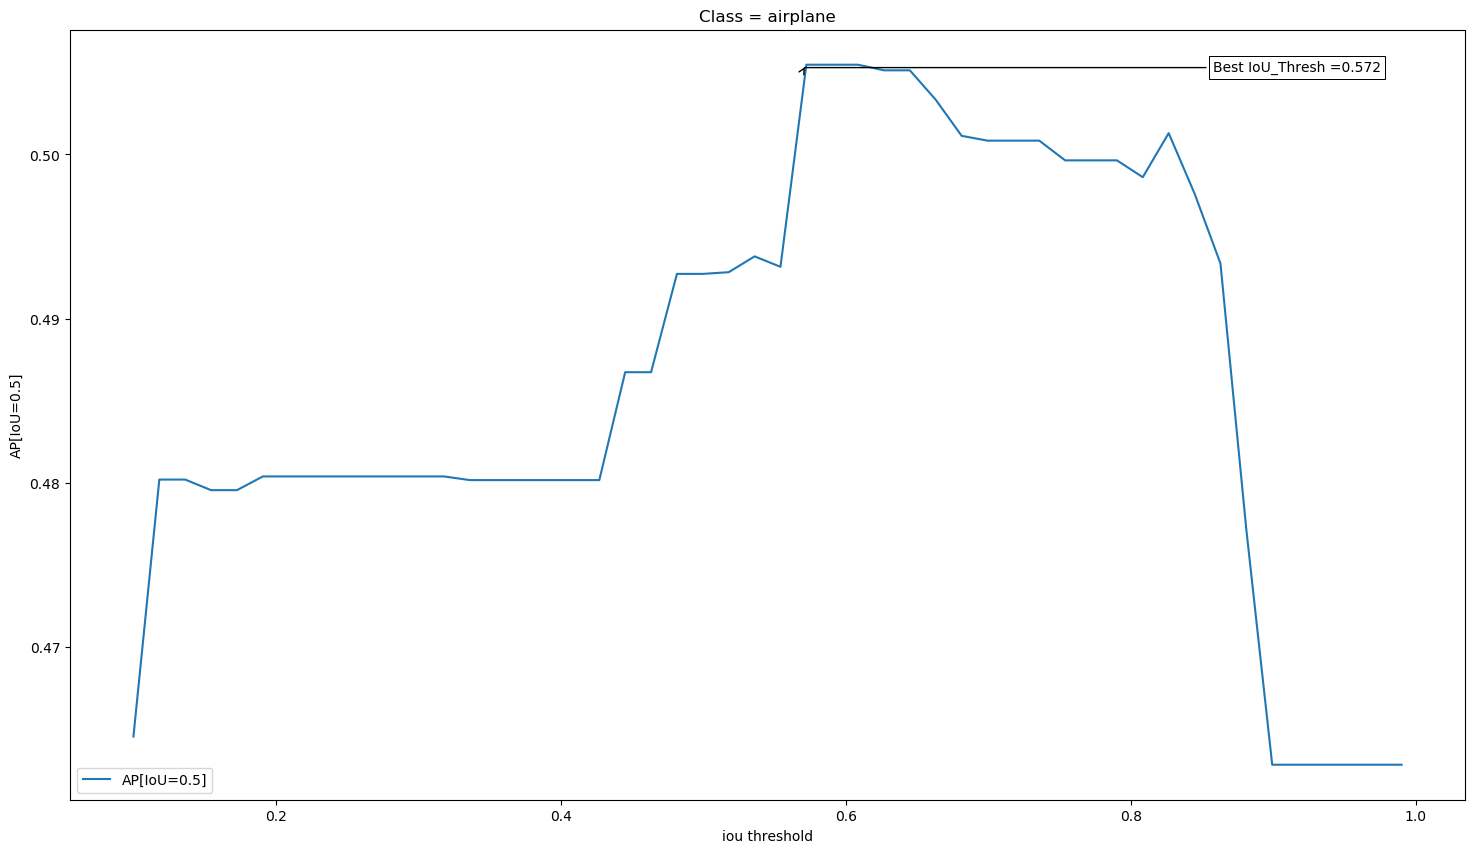 Class = airplane
Best IoU_Thresh =0.572
0.50
0.49
0.48
0.47
AP[IoU=0.5]
AP[IoU=0.5]
0.2
0.4
0.6
0.8
1.0
iou threshold